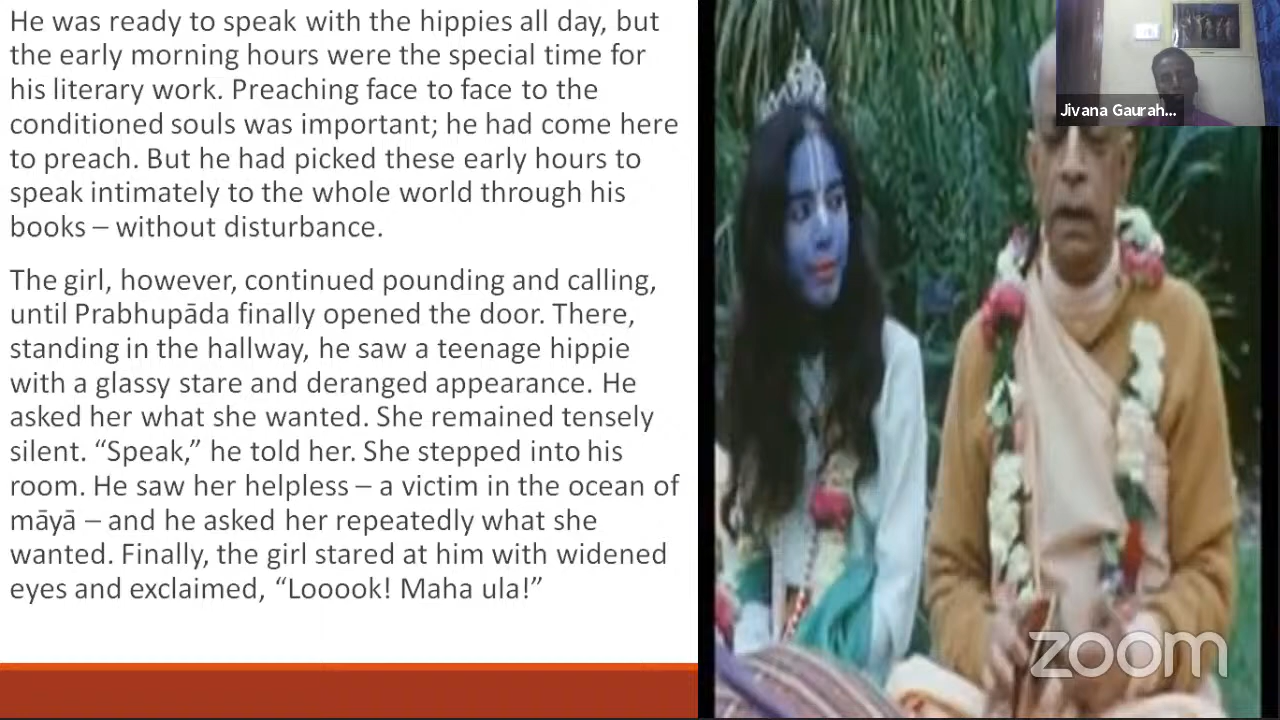 He was ready to speak with the hippies all day, but
the early morning hours were the special time for
his literary work. Preaching face to face to the
conditioned souls was important; he had come here
to preach. But he had picked these early hours to
speak intimately to the whole world through his
books – without disturbance.
The girl, however, continued pounding and calling,
until Prabhupāda finally opened the door. There,
standing in the hallway, he saw a teenage hippie
with a glassy stare and deranged appearance. He
asked her what she wanted. She remained tensely
silent. “Speak,” he told her. She stepped into his
room. He saw her helpless – a victim in the ocean of
māyā – and he asked her repeatedly what she
wanted. Finally, the girl stared at him with widened
eyes and exclaimed, “Looook! Maha ula!”
Jivana Gaurah...
zoom